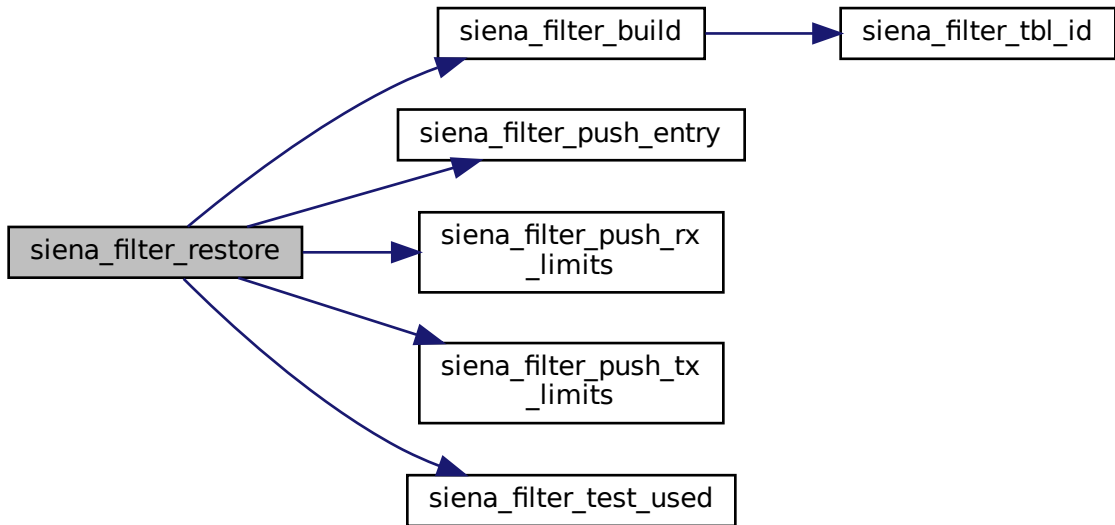 siena_filter_build
siena_filter_tbl_id
siena_filter_push_entry
siena_filter_restore
siena_filter_push_rx
_limits
siena_filter_push_tx
_limits
siena_filter_test_used